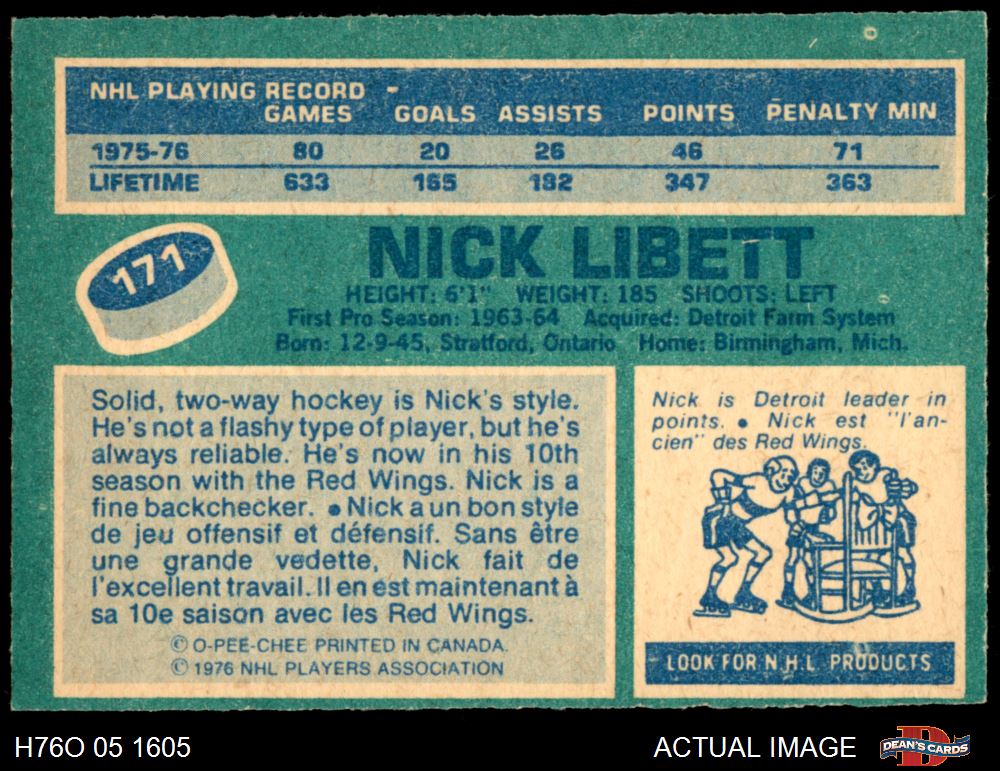 NHL PLAYING RECORD
GAMES GOALS ASSISTS POINTS PENALTY MIN
1975-76 80 20 26 46 71
LIFETIME 633 165 182 347 363
171
NICK LIBETT
HEIGHT: 6'1" WEIGHT: 185 SHOOTS: LEFT
First Pro Season: 1963-64 Acquired: Detroit Farm System
Born: 12-9-45, Stratford, Ontario Home: Birmingham, Mich.
Solid, two-way hockey is Nick's style.
He's not a flashy type of player, but he's
always reliable. He's now in his 10th
season with the Red Wings. Nick is a
fine backchecker. • Nick a un bon style
de jeu offensif et défensif. Sans être
une grande vedette, Nick fait de
l'excellent travail. Il en est maintenant à
sa 10e saison avec les Red Wings.
© O-PEE-CHEE PRINTED IN CANADA.
© 1976 NHL PLAYERS ASSOCIATION
Nick is Detroit leader in
points. • Nick est "l'an-
cien" des Red Wings.
LOOK FOR N.H.L PRODUCTS
H76O 05 1605
ACTUAL IMAGE
DEAN'S CARDS